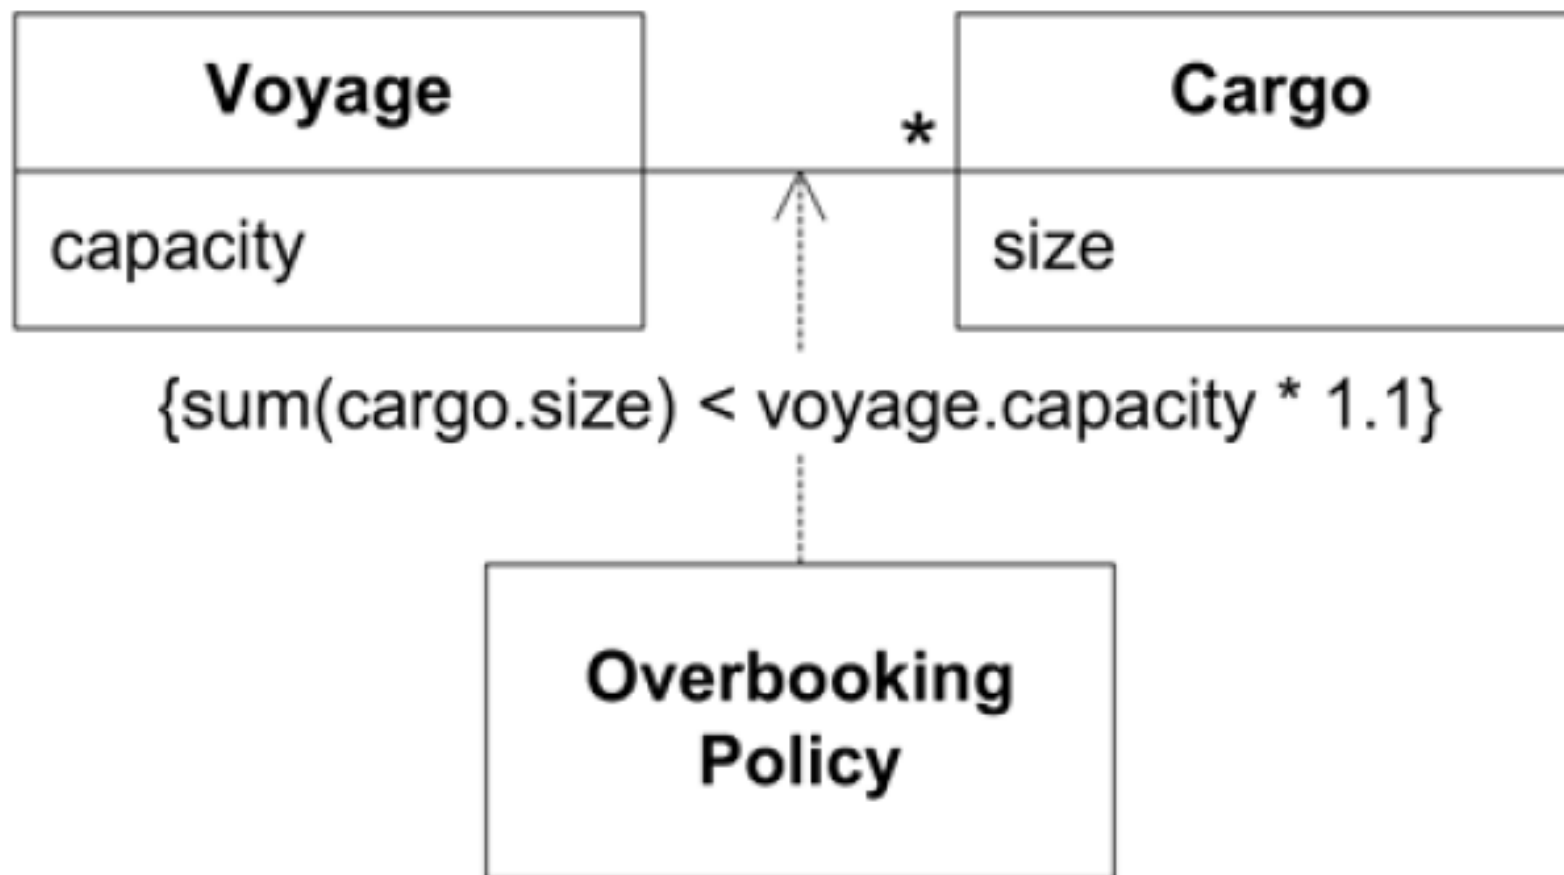 Voyage
Cargo
*
capacity
size
{sum(cargo.size) < voyage.capacity * 1.1}
Overbooking
Policy